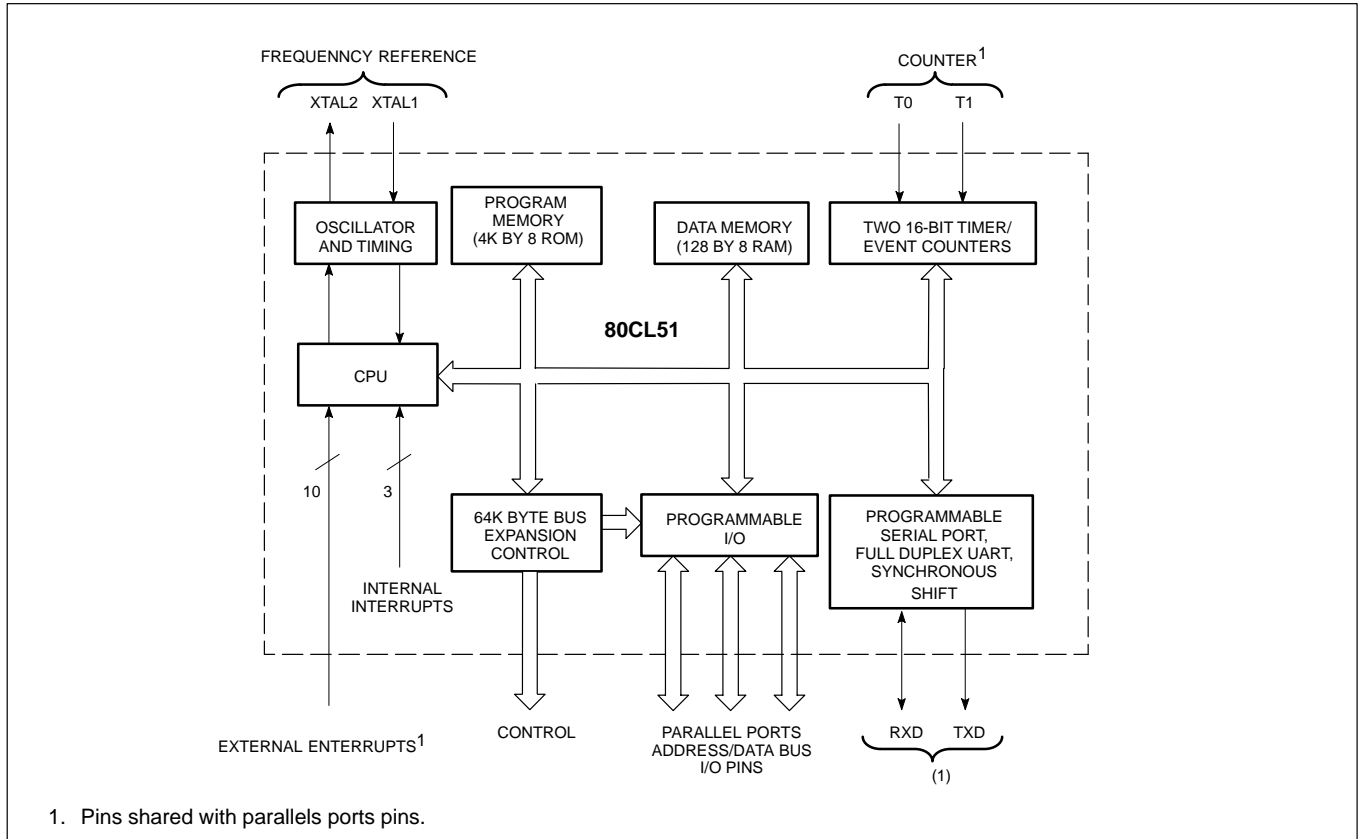 FREQUENNCY REFERENCE
COUNTER1
XTAL2 XTAL1
T0 T1
OSCILLATOR
AND TIMING
PROGRAM
MEMORY
(4K BY 8 ROM)
DATA MEMORY
(128 BY 8 RAM)
TWO 16-BIT TIMER/
EVENT COUNTERS
80CL51
CPU
10
3
64K BYTE BUS
EXPANSION
CONTROL
PROGRAMMABLE
I/O
PROGRAMMABLE
SERIAL PORT,
FULL DUPLEX UART,
SYNCHRONOUS
SHIFT
INTERNAL
INTERRUPTS
EXTERNAL ENTERRUPTS1
CONTROL
PARALLEL PORTS
ADDRESS/DATA BUS
I/O PINS
RXD TXD
(1)
1. Pins shared with parallels ports pins.